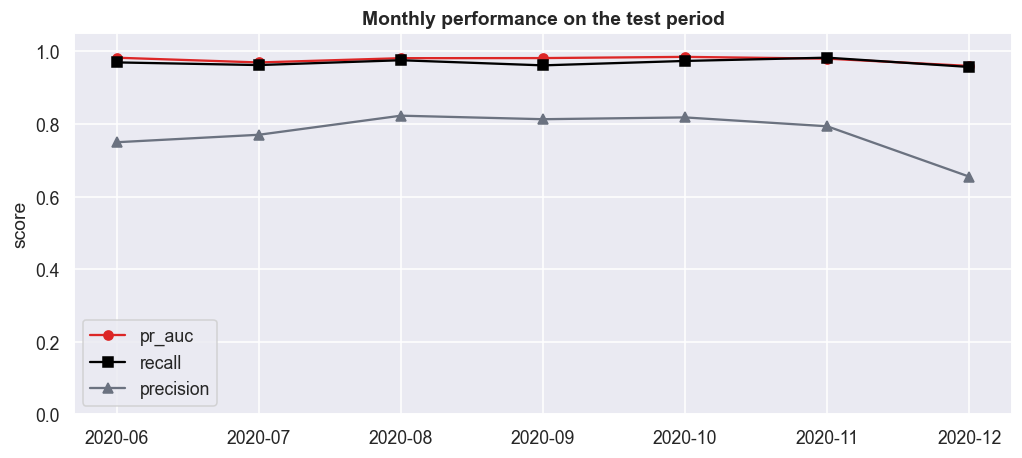 Monthly performance on the test period
score
1.0
0.8
0.6
0.4
0.2
0.0
pr_auc
recall
precision
2020-06 2020-07 2020-08 2020-09 2020-10 2020-11 2020-12